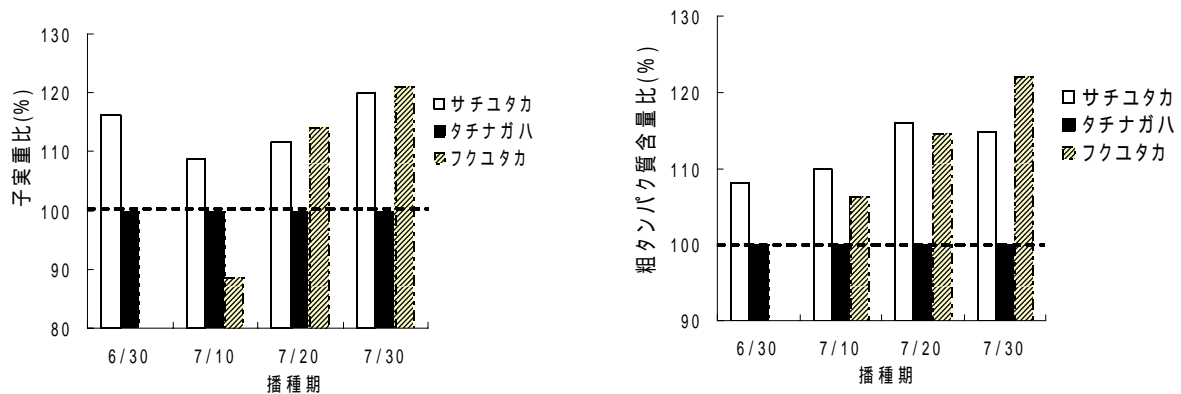 子実重比(%)
130
120
110
100
90
80
6/30 7/10 7/20 7/30
播種期
サチユタカ
タチナガハ
フクユタカ
粗タンパク質含量比(%)
130
120
110
100
90
6/30 7/10 7/20 7/30
播種期
サチユタカ
タチナガハ
フクユタカ